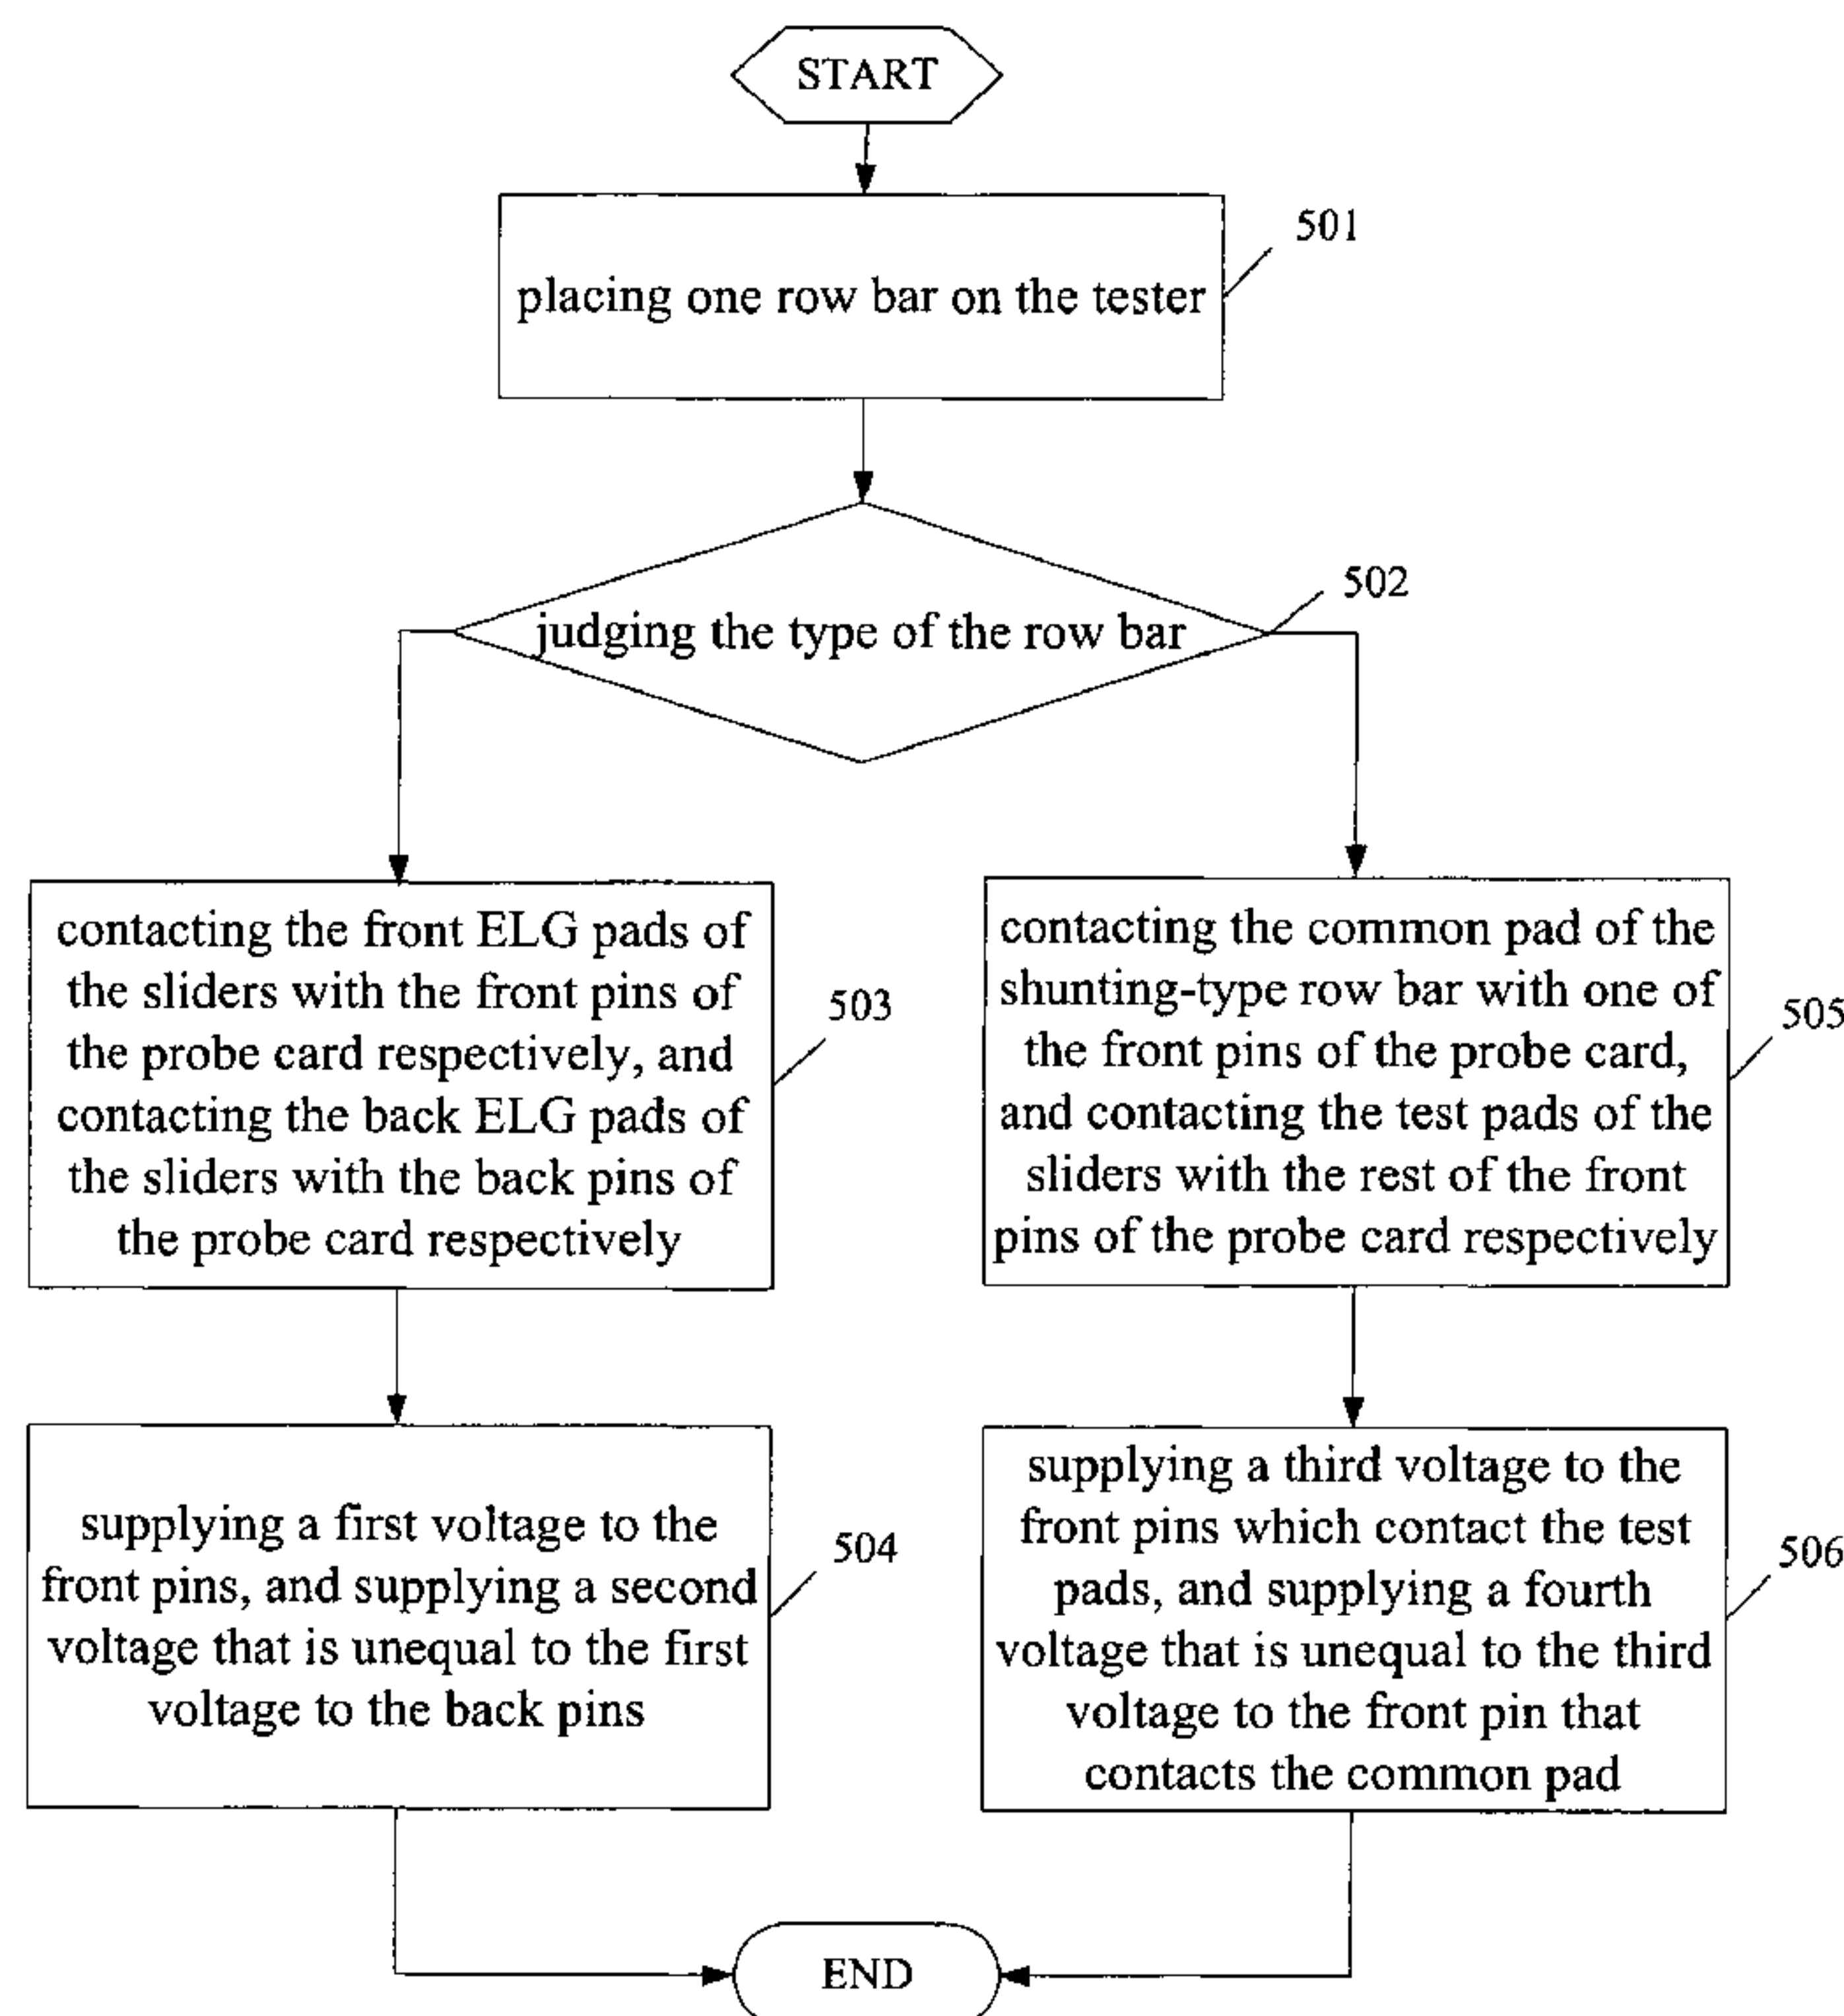 START
placing one row bar on the tester
501
judging the type of the row bar
502
contacting the front ELG pads of
the sliders with the front pins of
the probe card respectively, and
contacting the back ELG pads of
the sliders with the back pins of
the probe card respectively
503
contacting the common pad of the
shunting-type row bar with one of
the front pins of the probe card,
and contacting the test pads of the
sliders with the rest of the front
pins of the probe card respectively
505
supplying a first voltage to the
front pins, and supplying a second
voltage that is unequal to the first
voltage to the back pins
504
supplying a third voltage to the
front pins which contact the test
pads, and supplying a fourth
voltage that is unequal to the third
voltage to the front pin that
contacts the common pad
506
END